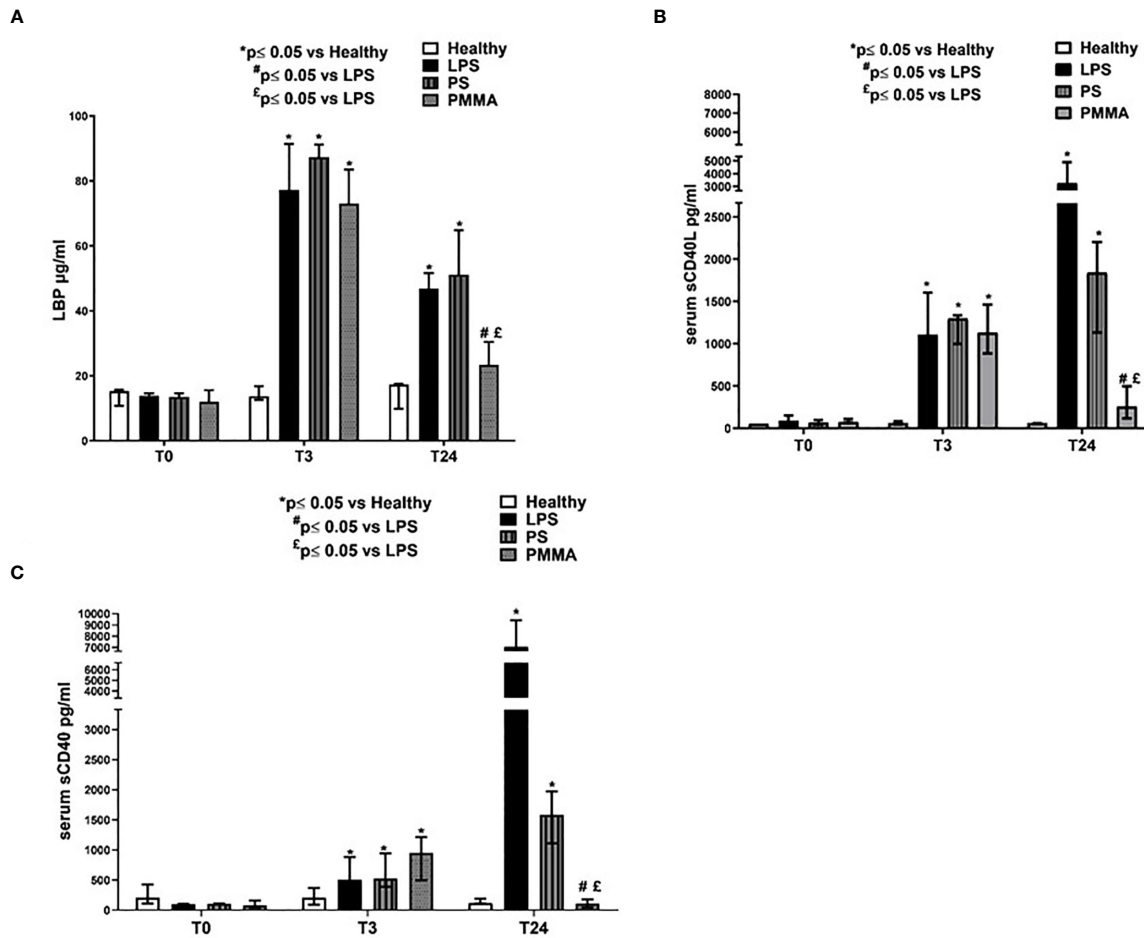 A
*p≤ 0.05 vs Healthy
#p≤ 0.05 vs LPS
£p≤ 0.05 vs LPS
Healthy
LPS
PS
PMMA
LBP µg/ml
100
80
60
40
20
0
* * *
* *
# £
T0 T3 T24
B
*p≤ 0.05 vs Healthy
#p≤ 0.05 vs LPS
£p≤ 0.05 vs LPS
Healthy
LPS
PS
PMMA
serum sCD40L pg/ml
8000
7000
6000
5000
4000
3000
2500
2000
1500
1000
500
0
* * *
* *
# £
T0 T3 T24
*p≤ 0.05 vs Healthy
#p≤ 0.05 vs LPS
£p≤ 0.05 vs LPS
Healthy
LPS
PS
PMMA
C
serum sCD40 pg/ml
10000
9000
8000
7000
6000
5000
4000
3000
2500
2000
1500
1000
500
0
* * *
* *
# £
T0 T3 T24